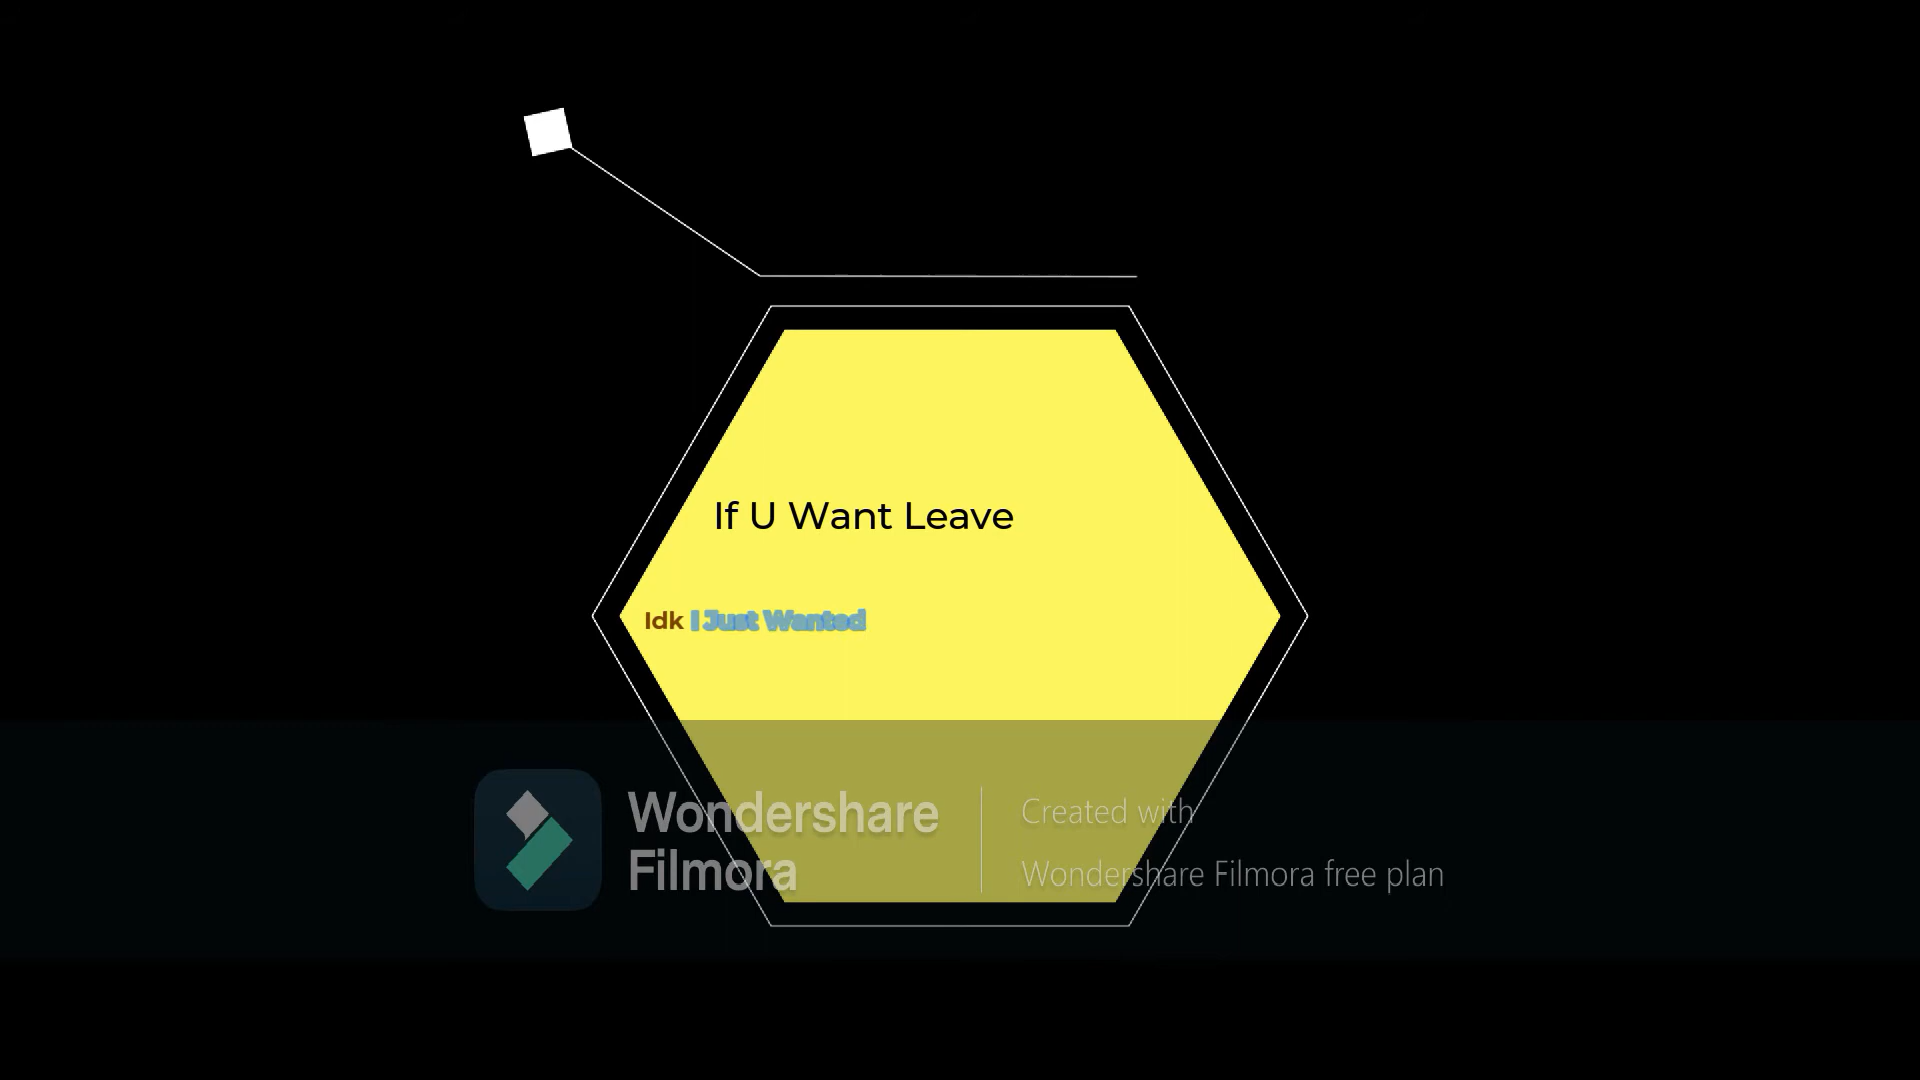 If U Want Leave
Idk I Just Wanted
Wondershare
Filmora
Created with
Wondershare Filmora free plan